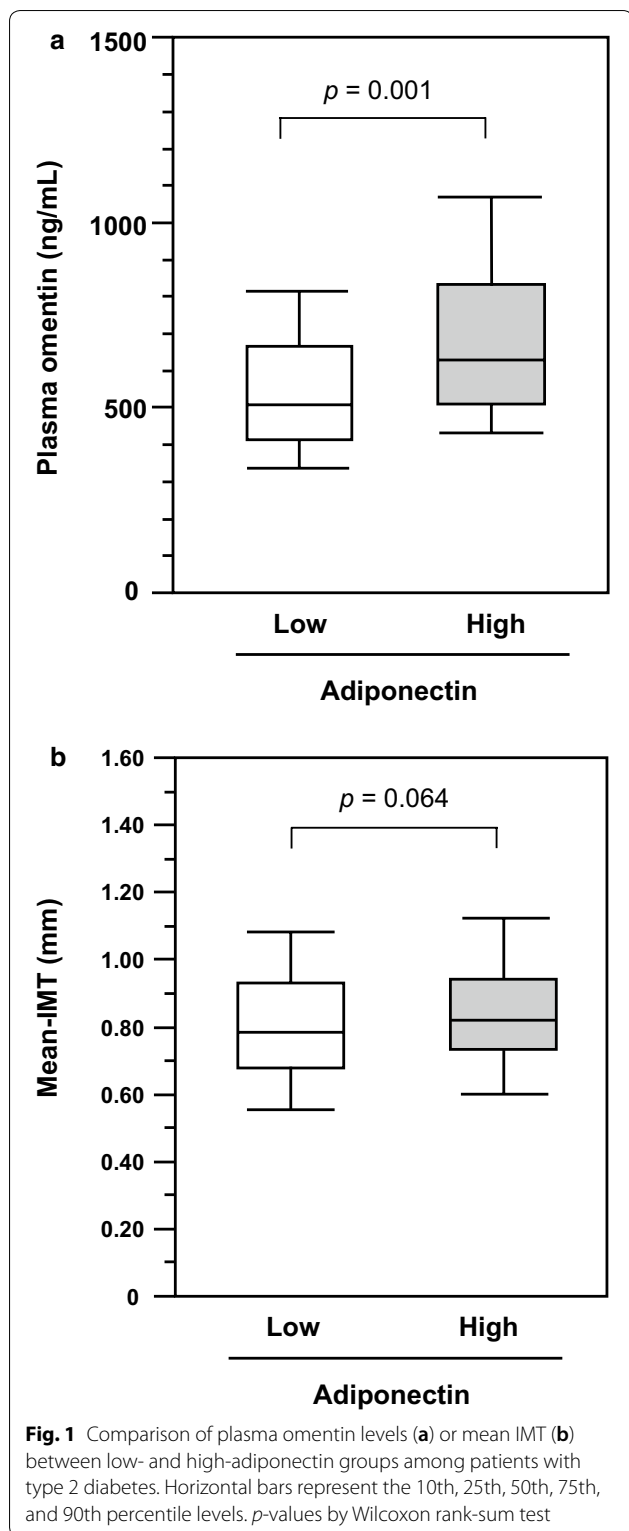 a
1500
p = 0.001
1000
Plasma omentin (ng/mL)
500
0
Low High
Adiponectin
b
1.60
p = 0.064
1.40
1.20
1.00
Mean-IMT (mm)
0.80
0.60
0.40
0.20
0
Low High
Adiponectin
Fig. 1 Comparison of plasma omentin levels (a) or mean IMT (b)
between low- and high-adiponectin groups among patients with
type 2 diabetes. Horizontal bars represent the 10th, 25th, 50th, 75th,
and 90th percentile levels. p-values by Wilcoxon rank-sum test